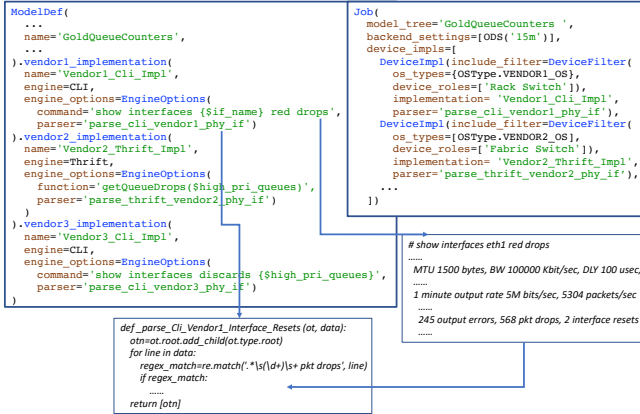 ModelDef(
...
name='GoldQueueCounters',
...
).vendor1_implementation(
name='Vendor1_Cli_Impl',
engine=CLI,
engine_options=EngineOptions(
command='show interfaces {$if_name} red drops',
parser='parse_cli_vendor1_phy_if')
).vendor2_implementation(
name='Vendor2_Thrift_Impl',
engine=Thrift,
engine_options=EngineOptions(
function='getQueueDrops($high_pri_queues)',
parser='parse_thrift_vendor2_phy_if'
)
).vendor3_implementation(
name='Vendor3_Cli_Impl',
engine=CLI,
engine_options=EngineOptions(
command='show interfaces discards {$high_pri_queues}',
parser='parse_cli_vendor3_phy_if')
)
Job(
model_tree='GoldQueueCounters ',
backend_settings=[ODS('15m')],
device_impls=[
DeviceImpl(include_filter=DeviceFilter(
os_types={OSType.VENDOR1_OS},
device_roles=['Rack Switch']),
implementation= 'Vendor1_Cli_Impl',
parser='parse_cli_vendor1_phy_if'),
DeviceImpl(include_filter=DeviceFilter(
os_types=[OSType.VENDOR2_OS],
device_roles=['Fabric Switch']),
implementation= 'Vendor2_Thrift_Impl',
parser='parse_thrift_vendor2_phy_if'),
...
])
# show interfaces eth1 red drops
......
MTU 1500 bytes, BW 100000 Kbit/sec, DLY 100 usec,
......
1 minute output rate 5M bits/sec, 5304 packets/sec
......
245 output errors, 568 pkt drops, 2 interface resets
......
def _parse_Cli_Vendor1_Interface_Resets (ot, data):
otn=ot.root.add_child(ot.type.root)
for line in data:
regex_match=re.match('.*\s(\d+)\s+ pkt drops', line)
if regex_match:
......
return [otn]